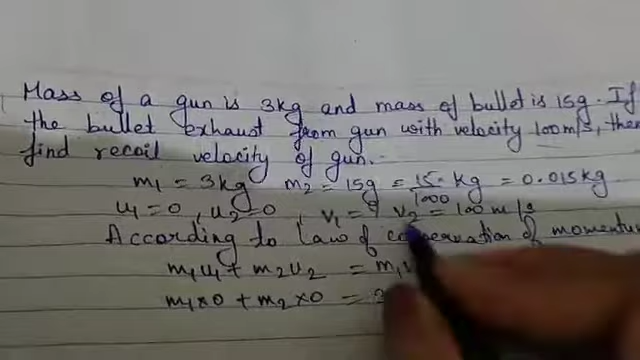 Mass of a gun is 3kg and mass of bullet is 15g. If
the bullet exhaust from gun with velocity 100m/s, then
find recoil velocity of gun.
m₁ = 3kg m₂ = 15g = 15/1000 kg = 0.015kg
u₁ = 0, u₂ = 0, v₁ = ? v₂ = 100 m/s
According to law of conservation of momentum
m₁u₁ + m₂u₂ = m₁
m₁×0 + m₂×0 =